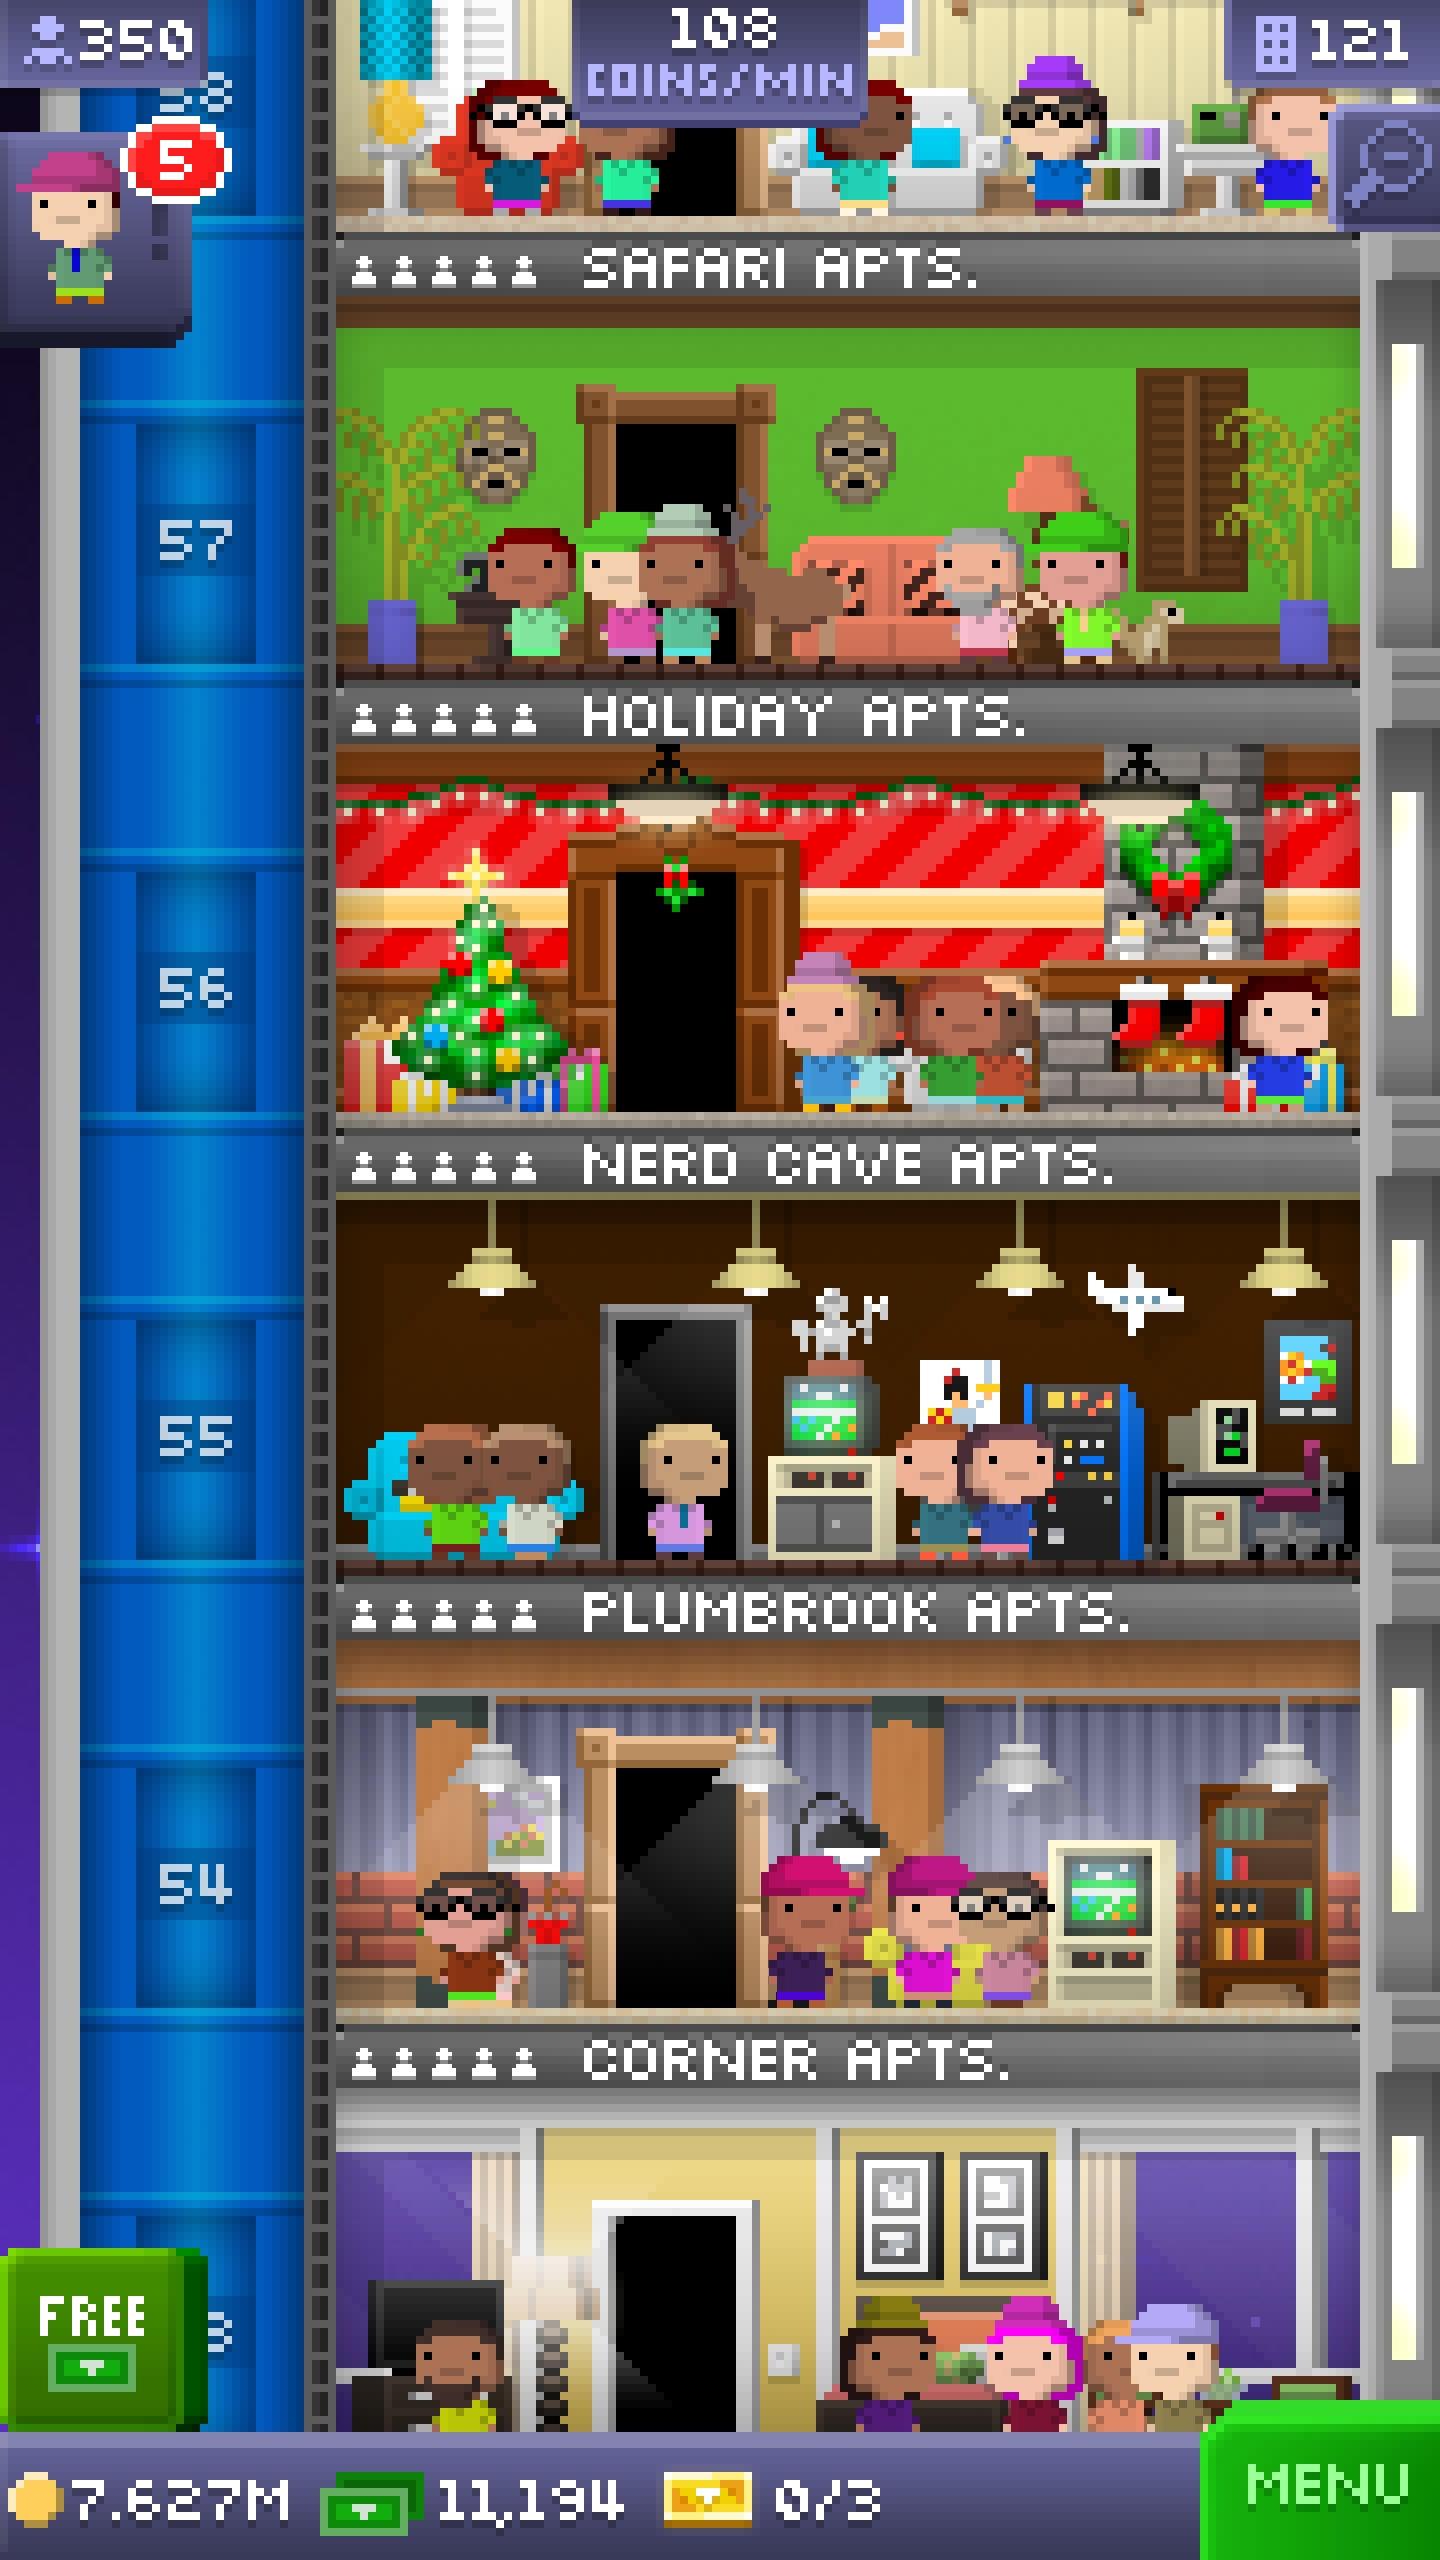 350
108
COINS/MIN
121
58
5
SAFARI APTS.
57
HOLIDAY APTS.
56
NERD CAVE APTS.
55
PLUMBROOK APTS.
54
CORNER APTS.
FREE
7.627M
11,194
0/3
MENU